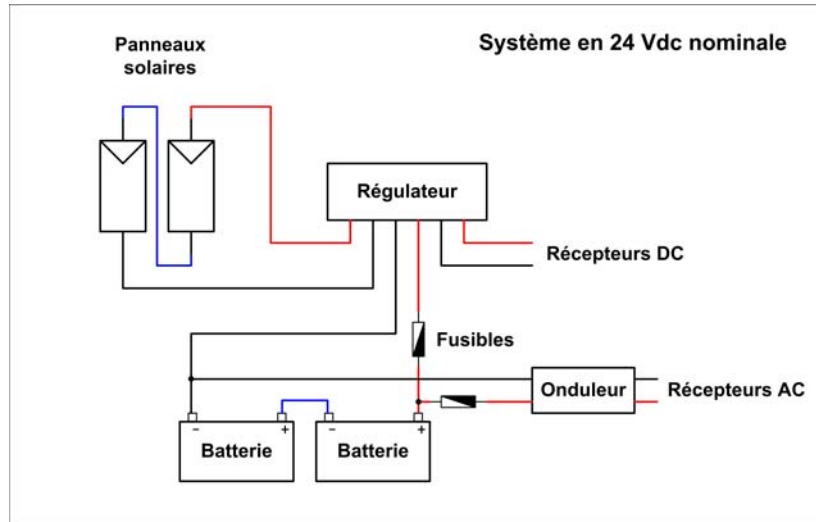 Panneaux
solaires
Système en 24 Vdc nominale
Régulateur
Récepteurs DC
Fusibles
Onduleur
Récepteurs AC
- +
Batterie
- +
Batterie